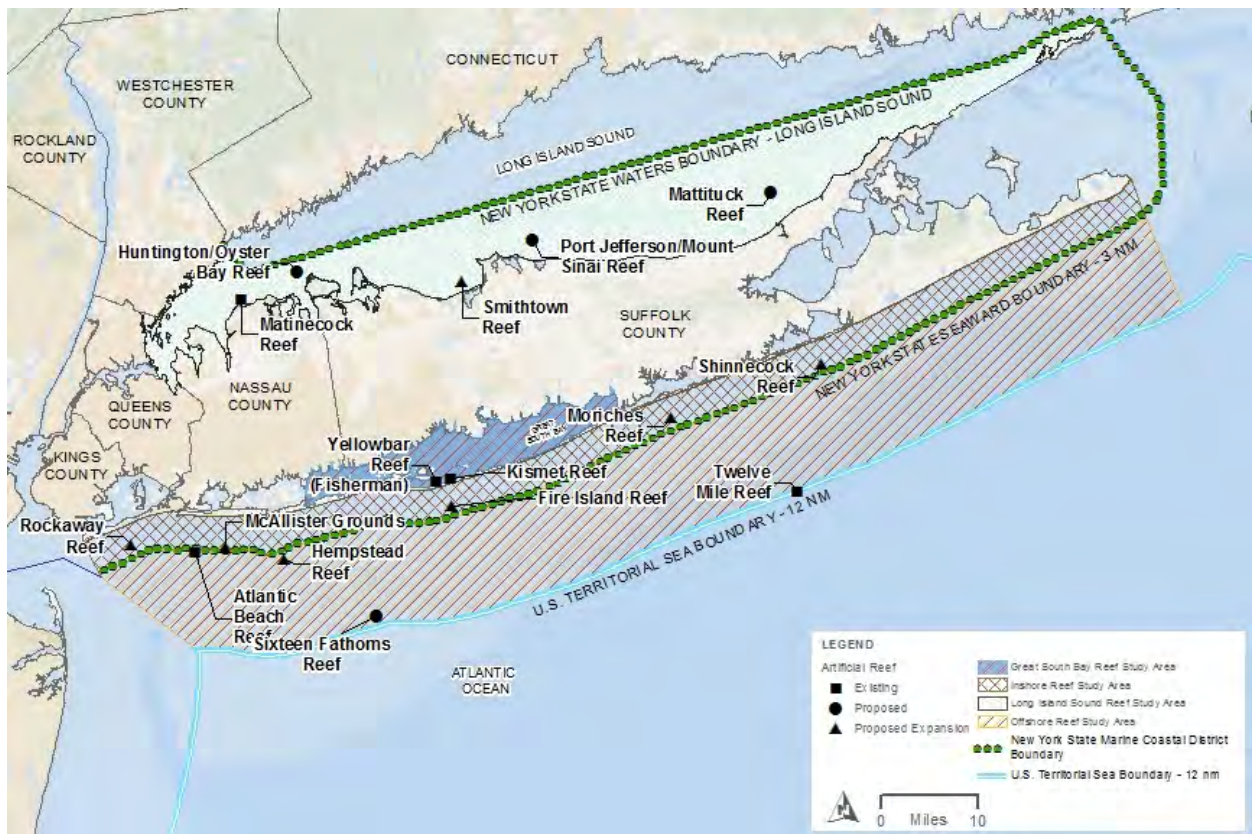 CONNECTICUT
WESTCHESTER
COUNTY
ROCKLAND
COUNTY
LONG ISLAND SOUND
NEW YORK STATE WATERS BOUNDARY - LONG ISLAND SOUND
Mattituck
Reef
Huntington/Oyster
Bay Reef
Port Jefferson/Mount
Sinai Reef
Matinecock
Reef
Smithtown
Reef
SUFFOLK
COUNTY
NEW YORK STATE SEAWARD BOUNDARY - 3 NM
NASSAU
COUNTY
QUEENS
COUNTY
KINGS
COUNTY
Shinnecock
Reef
Moriches
Reef
GREAT
SOUTH BAY
Yellowbar
Reef
(Fisherman)
Kismet Reef
Twelve
Mile Reef
Fire Island Reef
Rockaway
Reef
McAllister Grounds
Hempstead
Reef
U.S. TERRITORIAL SEA BOUNDARY - 12 NM
Atlantic
Beach
Reef
Sixteen Fathoms
Reef
ATLANTIC
OCEAN
LEGEND
Artificial Reef
Existing
Proposed
Proposed Expansion
Great South Bay Reef Study Area
Inshore Reef Study Area
Long Island Sound Reef Study Area
Offshore Reef Study Area
New York State Marine Coastal District
Boundary
U.S. Territorial Sea Boundary - 12 nm
N
0 Miles 10